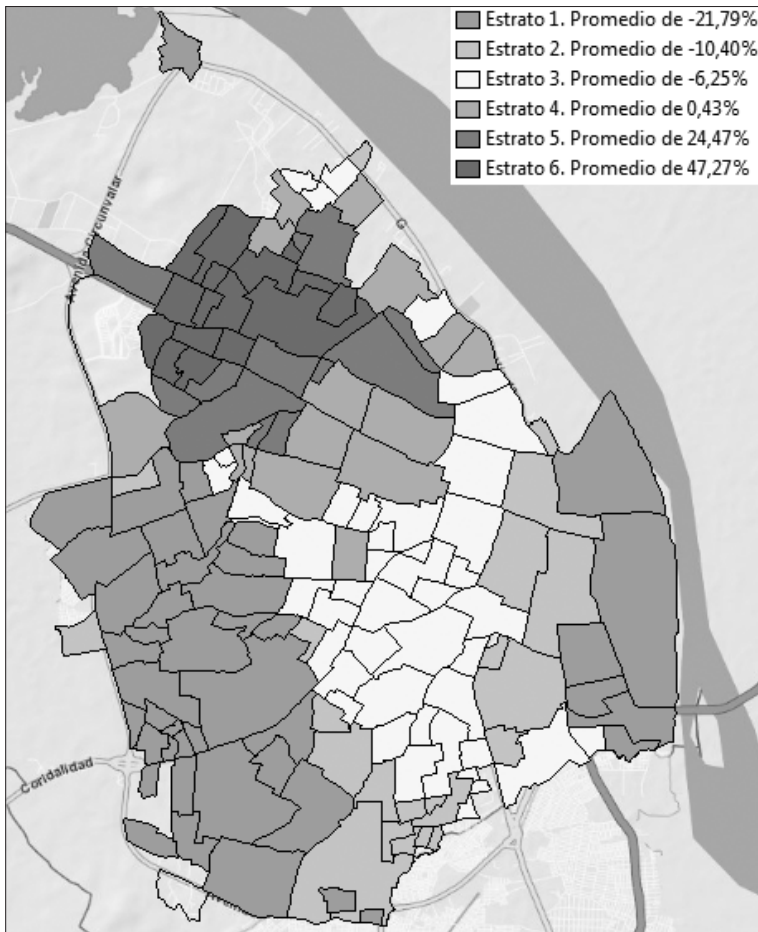 Estrato 1. Promedio de -21,79%
Estrato 2. Promedio de -10,40%
Estrato 3. Promedio de -6,25%
Estrato 4. Promedio de 0,43%
Estrato 5. Promedio de 24,47%
Estrato 6. Promedio de 47,27%
Avenida Circunvalar
Cordialidad